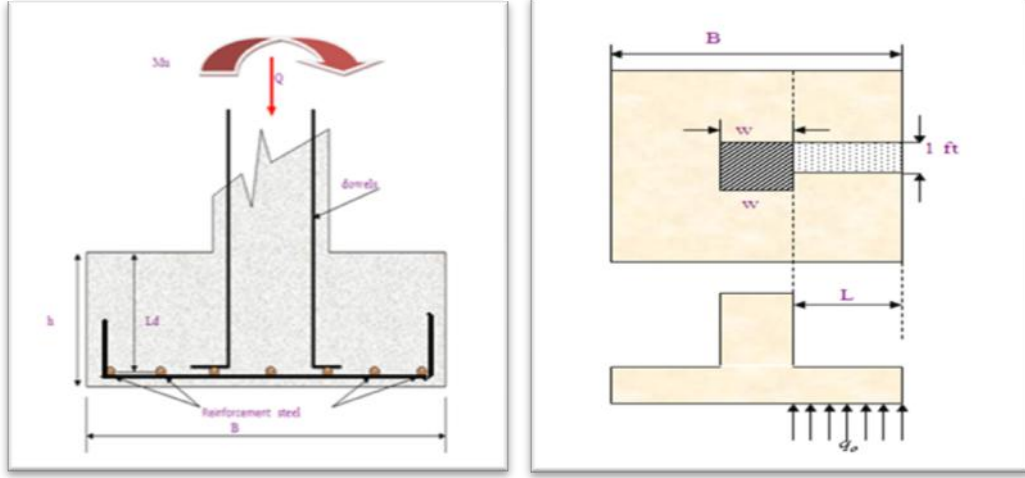 Mu
Q
dowels
h
Ld
Reinforcement steel
B
B
w
1 ft
w
L
qₒ